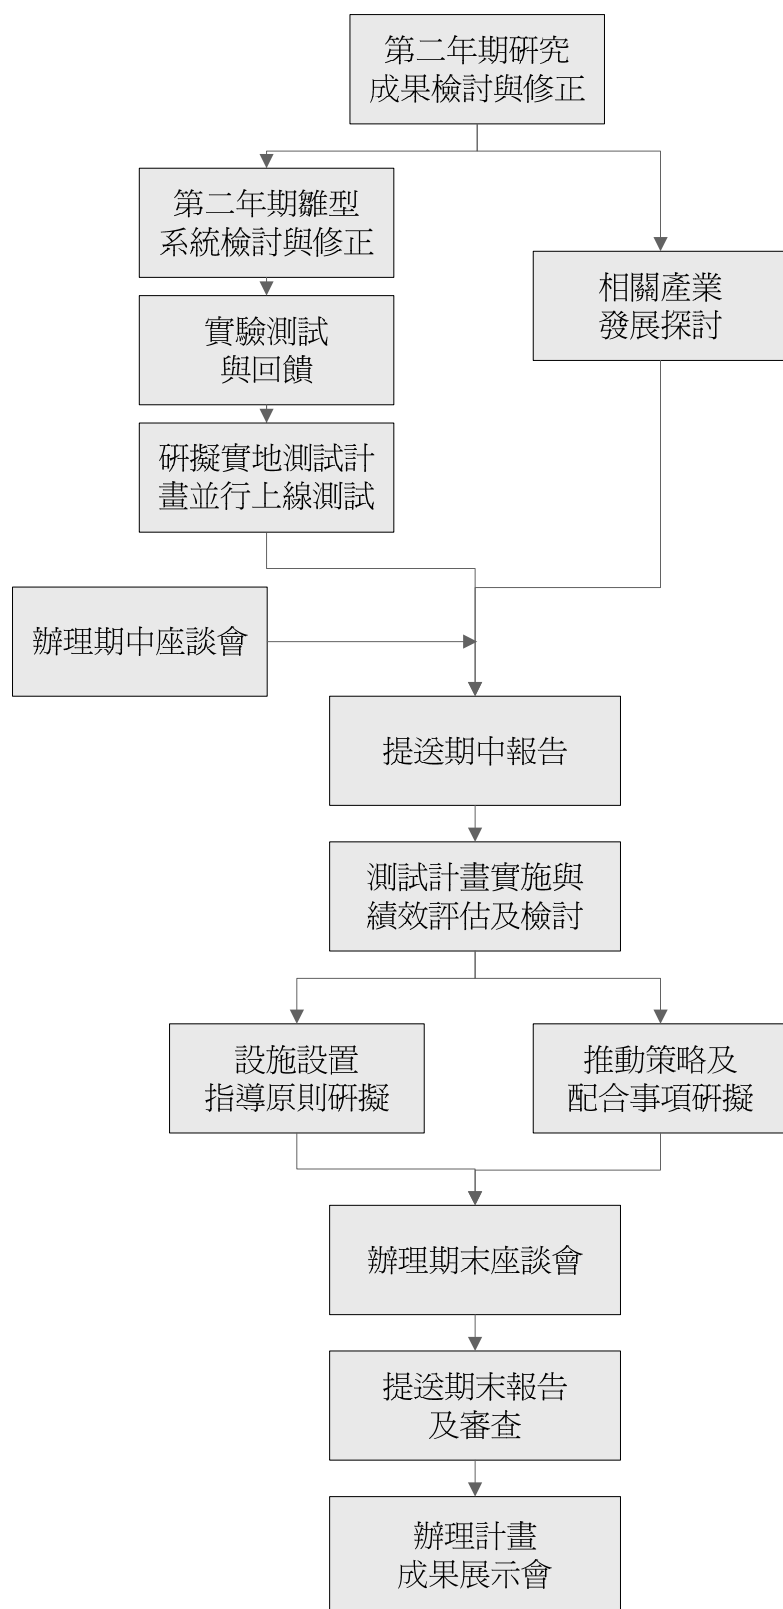 第二年期研究
成果檢討與修正
第二年期雛型
系統檢討與修正
相關產業
發展探討
實驗測試
與回饋
研擬實地測試計
畫並行上線測試
辦理期中座談會
提送期中報告
測試計畫實施與
績效評估及檢討
設施設置
指導原則研擬
推動策略及
配合事項研擬
辦理期末座談會
提送期末報告
及審查
辦理計畫
成果展示會